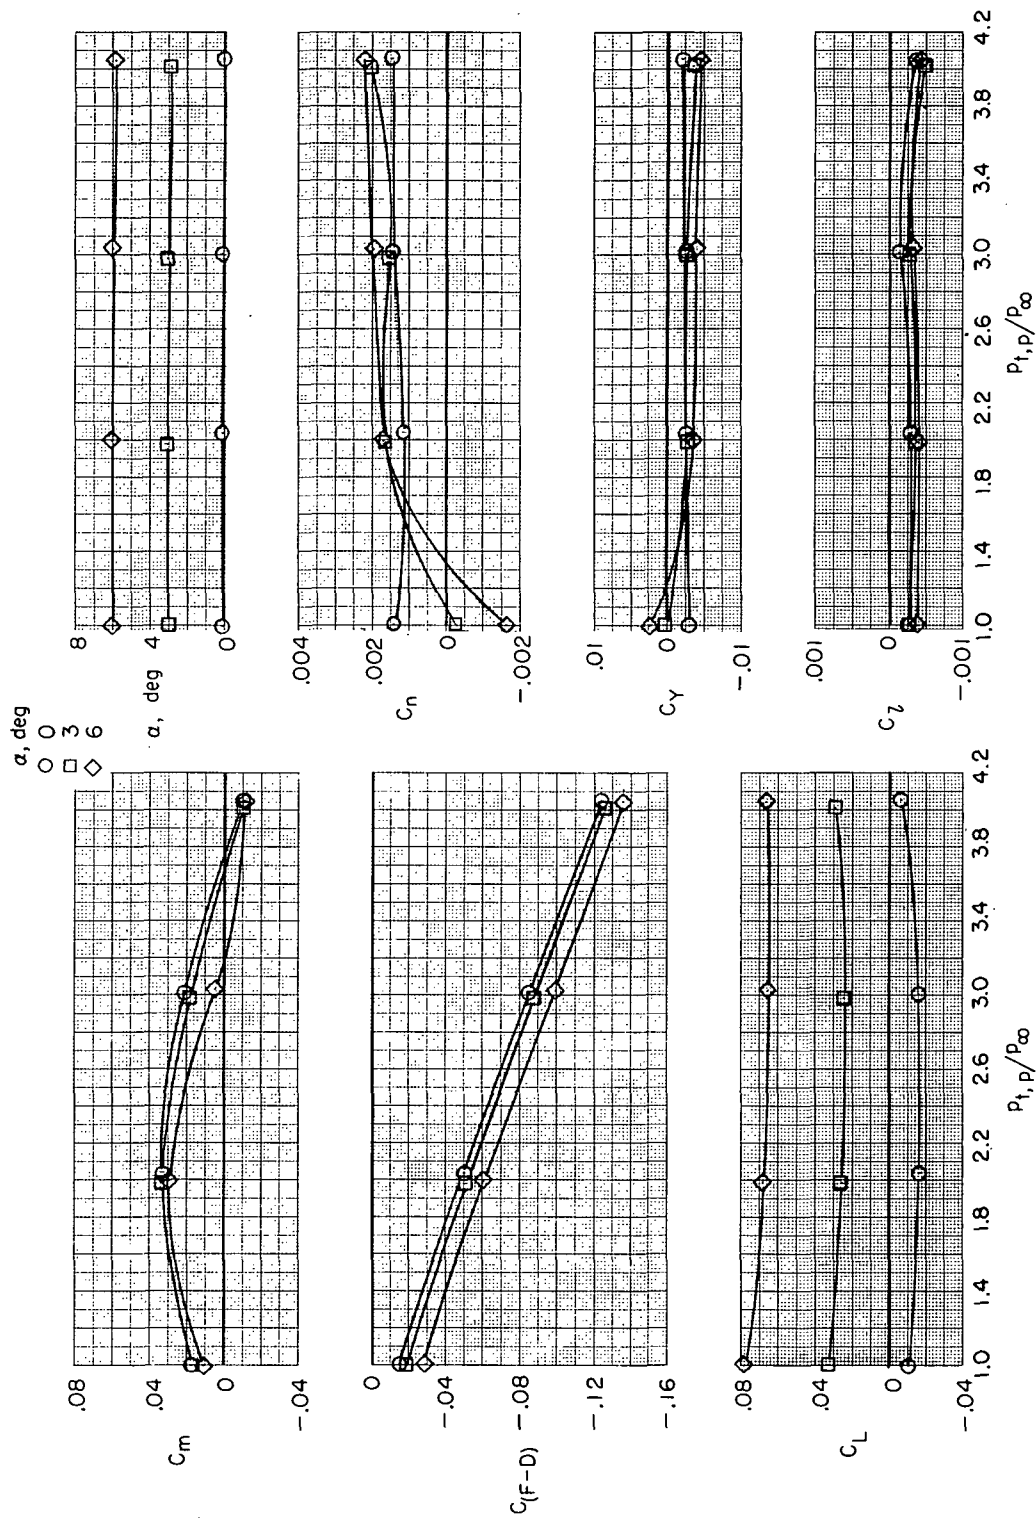 α, deg
○ 0
□ 3
◇ 6
.08
.04
0
-.04
Cm
0
-.04
-.08
-.12
-.16
C(F-D)
.08
.04
0
-.04
CL
1.0 1.4 1.8 2.2 2.6 3.0 3.4 3.8 4.2
pt,p/p∞
8
4
0
α, deg
.004
.002
0
-.002
Cn
.01
0
-.01
CY
.001
0
-.001
Cl
1.0 1.4 1.8 2.2 2.6 3.0 3.4 3.8 4.2
pt,p/p∞